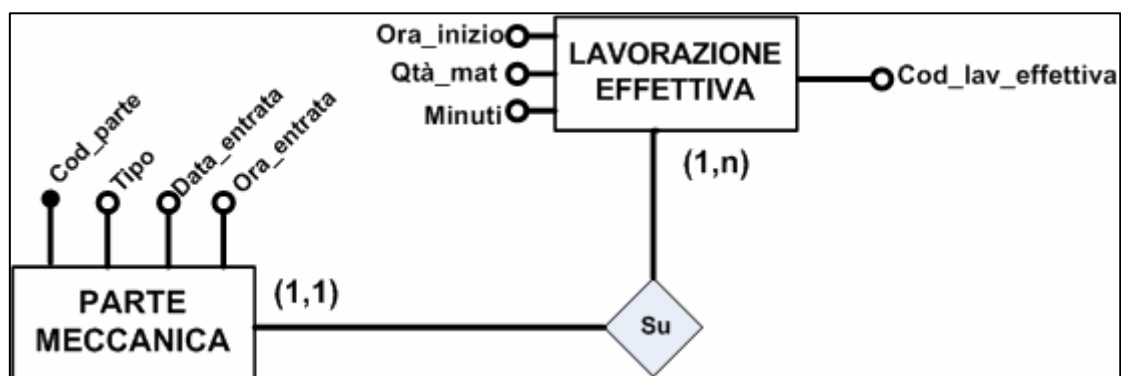 Ora_inizio
LAVORAZIONE
EFFETTIVA
Qtà_mat
Minuti
Cod_lav_effettiva
(1,n)
Cod_parte
Tipo
Data_entrata
Ora_entrata
PARTE
MECCANICA
(1,1)
Su